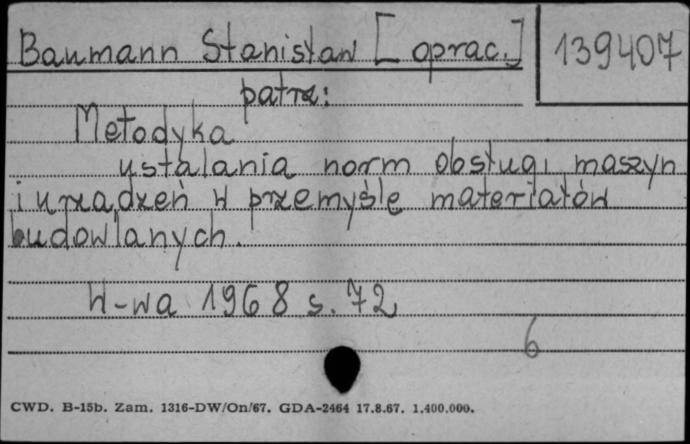 Baumann Stanisław [oprac.]
139407
patrz:
Metodyka
ustalania norm obsługi maszyn
i urządzeń w przemyśle materiałów
budowlanych.
W-wa 1968 s. 72
6
CWD. B-15b. Zam. 1316-DW/On/67. GDA-2464 17.8.67. 1.400.000.